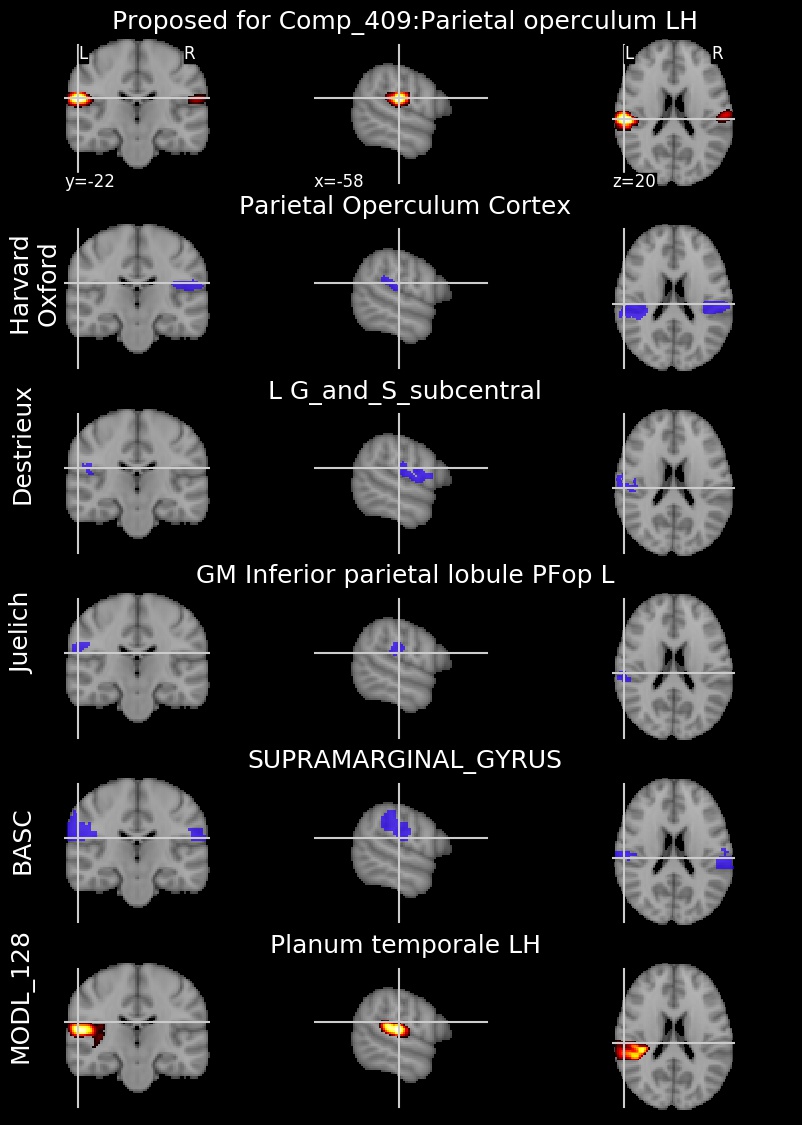 Proposed for Comp_409:Parietal operculum LH
L R
L R
y=-22
x=-58
z=20
Parietal Operculum Cortex
Harvard
Oxford
L G_and_S_subcentral
Destrieux
GM Inferior parietal lobule PFop L
Juelich
SUPRAMARGINAL_GYRUS
BASC
Planum temporale LH
MODL_128